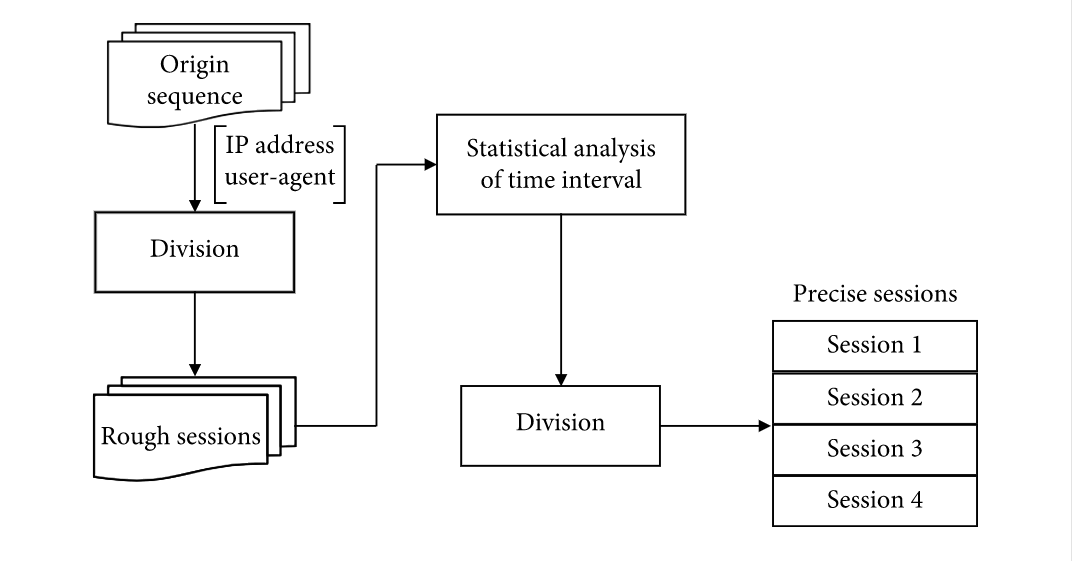 Origin
sequence
IP address
user-agent
Division
Rough sessions
Statistical analysis
of time interval
Division
Precise sessions
Session 1
Session 2
Session 3
Session 4